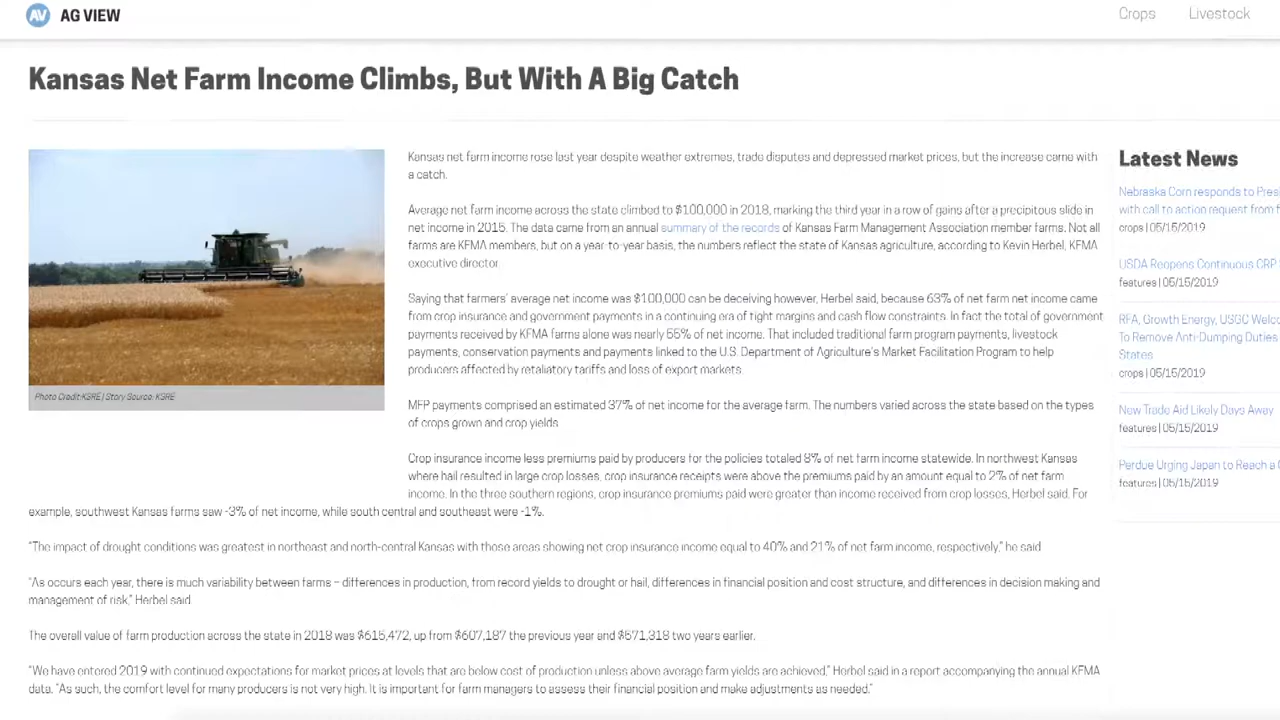 AV AG VIEW
Crops Livestock
Kansas Net Farm Income Climbs, But With A Big Catch
Photo Credit:KSRE | Story Source: KSRE
Kansas net farm income rose last year despite weather extremes, trade disputes and depressed market prices, but the increase came with
a catch.
Average net farm income across the state climbed to $100,000 in 2018, marking the third year in a row of gains after a precipitous slide in
net income in 2015. The data came from an annual summary of the records of Kansas Farm Management Association member farms. Not all
farms are KFMA members, but on a year-to-year basis, the numbers reflect the state of Kansas agriculture, according to Kevin Herbel, KFMA
executive director.
Saying that farmers' average net income was $100,000 can be deceiving however, Herbel said, because 63% of net farm net income came
from crop insurance and government payments in a continuing era of tight margins and cash flow constraints. In fact the total of government
payments received by KFMA farms alone was nearly 55% of net income. That included traditional farm program payments, livestock
payments, conservation payments and payments linked to the U.S. Department of Agriculture's Market Facilitation Program to help
producers affected by retaliatory tariffs and loss of export markets.
MFP payments comprised an estimated 37% of net income for the average farm. The numbers varied across the state based on the types
of crops grown and crop yields.
Crop insurance income less premiums paid by producers for the policies totaled 8% of net farm income statewide. In northwest Kansas
where hail resulted in large crop losses, crop insurance receipts were above the premiums paid by an amount equal to 2% of net farm
income. In the three southern regions, crop insurance premiums paid were greater than income received from crop losses, Herbel said. For
example, southwest Kansas farms saw -3% of net income, while south central and southeast were -1%.
"The impact of drought conditions was greatest in northeast and north-central Kansas with those areas showing net crop insurance income equal to 40% and 21% of net farm income, respectively," he said.
"As occurs each year, there is much variability between farms – differences in production, from record yields to drought or hail, differences in financial position and cost structure, and differences in decision making and
management of risk," Herbel said.
The overall value of farm production across the state in 2018 was $615,472, up from $607,187 the previous year and $571,318 two years earlier.
"We have entered 2019 with continued expectations for market prices at levels that are below cost of production unless above average farm yields are achieved," Herbel said in a report accompanying the annual KFMA
data. "As such, the comfort level for many producers is not very high. It is important for farm managers to assess their financial position and make adjustments as needed."
Latest News
Nebraska Corn responds to Pres
with call to action request from f
crops | 05/15/2019
USDA Reopens Continuous CRP
features | 05/15/2019
RFA, Growth Energy, USGC Welco
To Remove Anti-Dumping Duties
States
crops | 05/15/2019
New Trade Aid Likely Days Away
features | 05/15/2019
Perdue Urging Japan to Reach a
features | 05/15/2019